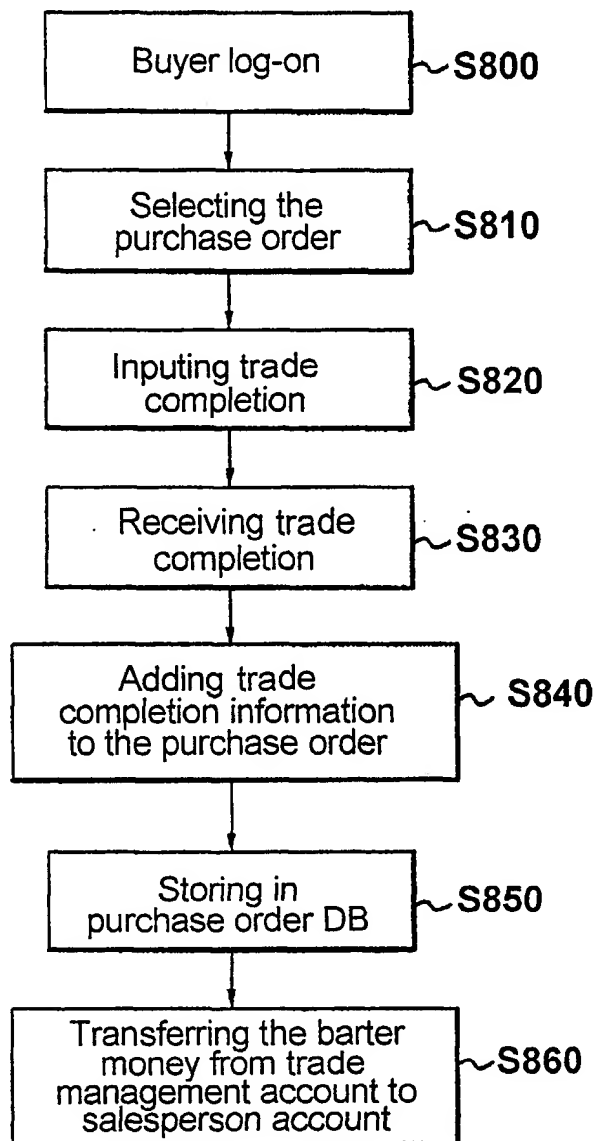 Buyer log-on
S800
Selecting the
purchase order
S810
Inputing trade
completion
S820
Receiving trade
completion
S830
Adding trade
completion information
to the purchase order
S840
Storing in
purchase order DB
S850
Transferring the barter
money from trade
management account to
salesperson account
S860